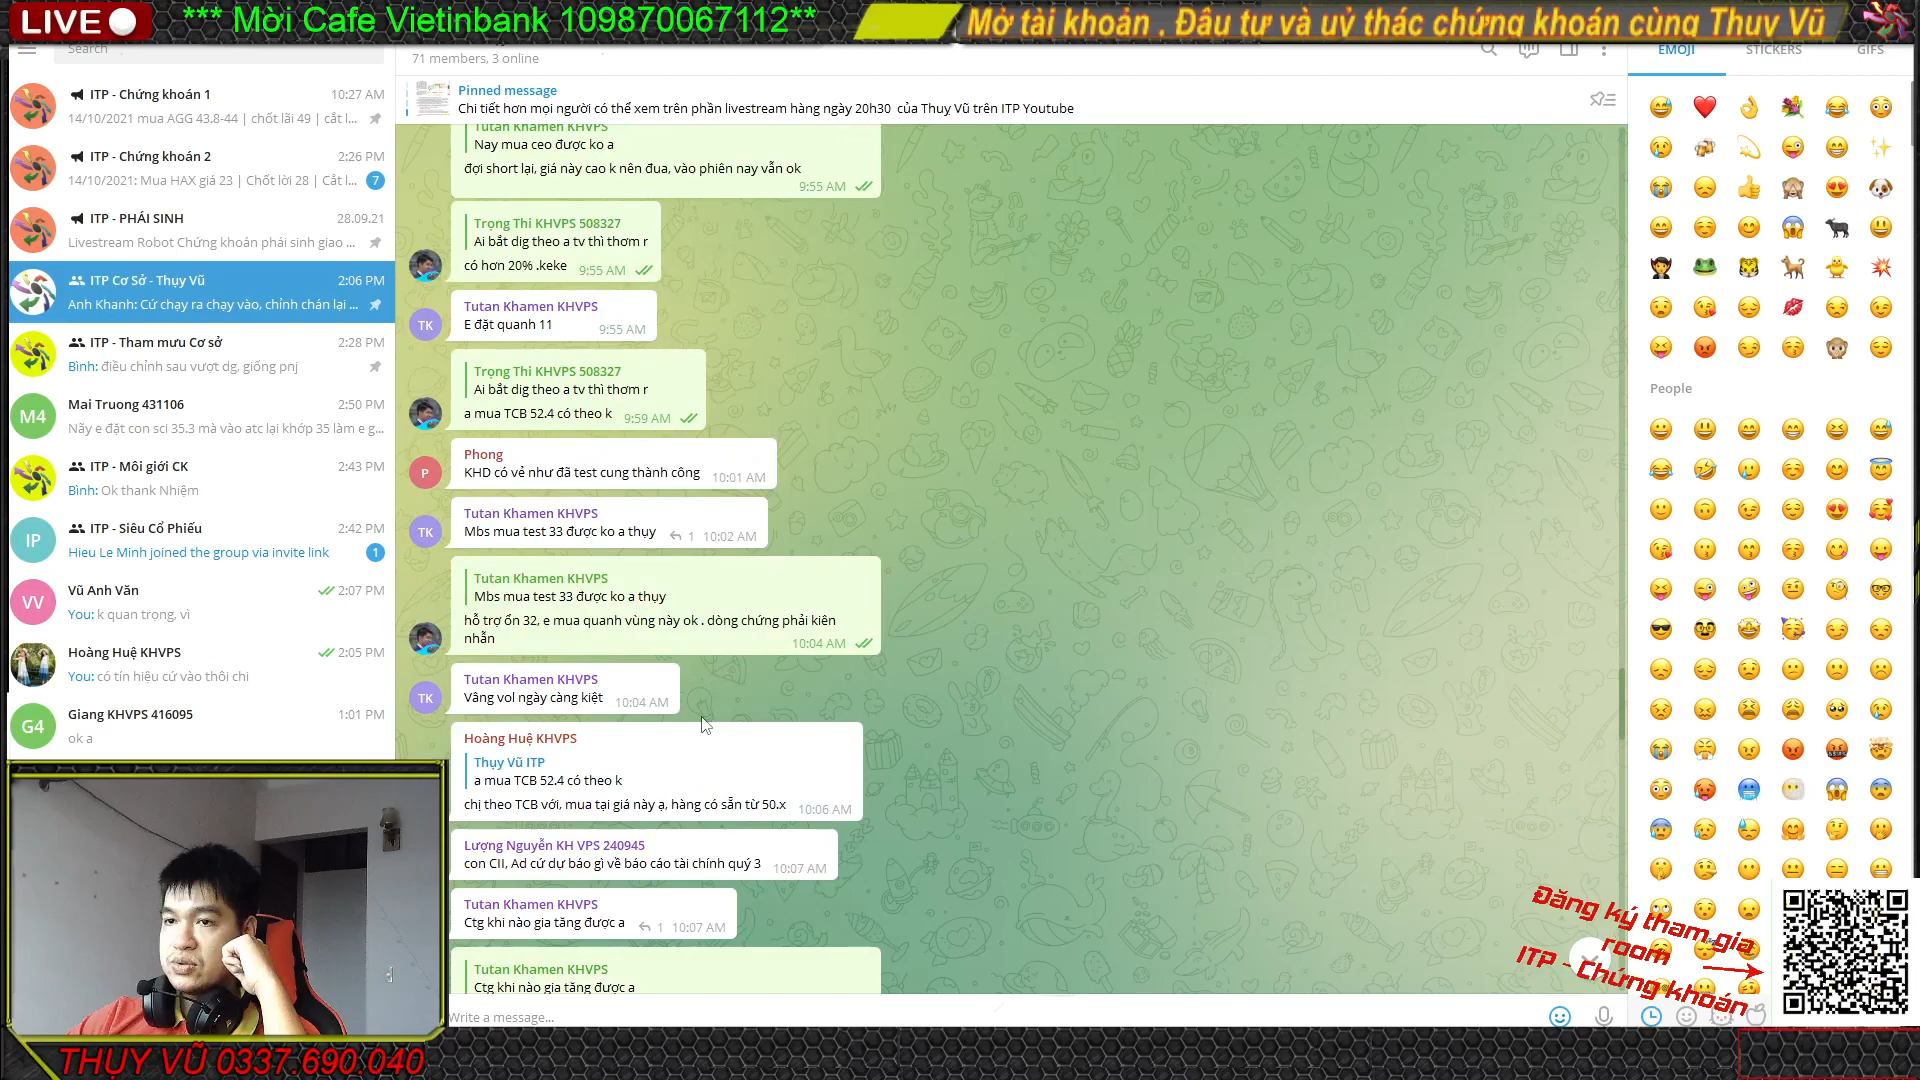 LIVE
*** Mời Cafe Vietinbank 109870067112**
Mở tài khoản . Đầu tư và uỷ thác chứng khoán cùng Thụy Vũ
Search
71 members, 3 online
EMOJI
STICKERS
GIFS
ITP - Chứng khoán 1
10:27 AM
14/10/2021 mua AGG 43.8-44 | chốt lãi 49 | cắt l...
ITP - Chứng khoán 2
2:26 PM
14/10/2021: Mua HAX giá 23 | Chốt lời 28 | Cắt l...
7
ITP - PHÁI SINH
28.09.21
Livestream Robot Chứng khoán phái sinh giao ...
ITP Cơ Sở - Thụy Vũ
2:06 PM
Anh Khanh: Cứ chạy ra chạy vào, chỉnh chán lại ...
ITP - Tham mưu Cơ sở
2:28 PM
Bình: điều chỉnh sau vượt dg, giống pnj
M4
Mai Truong 431106
2:50 PM
Nãy e đặt con sci 35.3 mà vào atc lại khớp 35 làm e g...
ITP - Môi giới CK
2:43 PM
Bình: Ok thank Nhiệm
IP
ITP - Siêu Cổ Phiếu
2:42 PM
Hieu Le Minh joined the group via invite link
1
VV
Vũ Anh Văn
2:07 PM
You: k quan trọng, vì
Hoàng Huệ KHVPS
2:05 PM
You: có tín hiệu cứ vào thôi chi
G4
Giang KHVPS 416095
1:01 PM
ok a
Pinned message
Chi tiết hơn mọi người có thể xem trên phần livestream hàng ngày 20h30 của Thuỵ Vũ trên ITP Youtube
Tutan Khamen KHVPS
Nay mua ceo được ko a
đợi short lại, giá này cao k nên đua, vào phiên nay vẫn ok
9:55 AM
Trọng Thi KHVPS 508327
Ai bắt dig theo a tv thì thơm r
có hơn 20% .keke
9:55 AM
TK
Tutan Khamen KHVPS
E đặt quanh 11
9:55 AM
Trọng Thi KHVPS 508327
Ai bắt dig theo a tv thì thơm r
a mua TCB 52.4 có theo k
9:59 AM
P
Phong
KHD có vẻ như đã test cung thành công
10:01 AM
TK
Tutan Khamen KHVPS
Mbs mua test 33 được ko a thụy
1 10:02 AM
Tutan Khamen KHVPS
Mbs mua test 33 được ko a thụy
hỗ trợ ổn 32, e mua quanh vùng này ok . dòng chứng phải kiên
nhẫn
10:04 AM
TK
Tutan Khamen KHVPS
Vâng vol ngày càng kiệt
10:04 AM
Hoàng Huệ KHVPS
Thụy Vũ ITP
a mua TCB 52.4 có theo k
chị theo TCB với, mua tại giá này ạ, hàng có sẵn từ 50.x
10:06 AM
Lượng Nguyễn KH VPS 240945
con CII, Ad cứ dự báo gì về báo cáo tài chính quý 3
10:07 AM
Tutan Khamen KHVPS
Ctg khi nào gia tăng được a
1 10:07 AM
Tutan Khamen KHVPS
Ctg khi nào gia tăng được a
Write a message...
People
Đăng ký tham gia
room
ITP - Chứng khoán
THỤY VŨ 0337.690.040